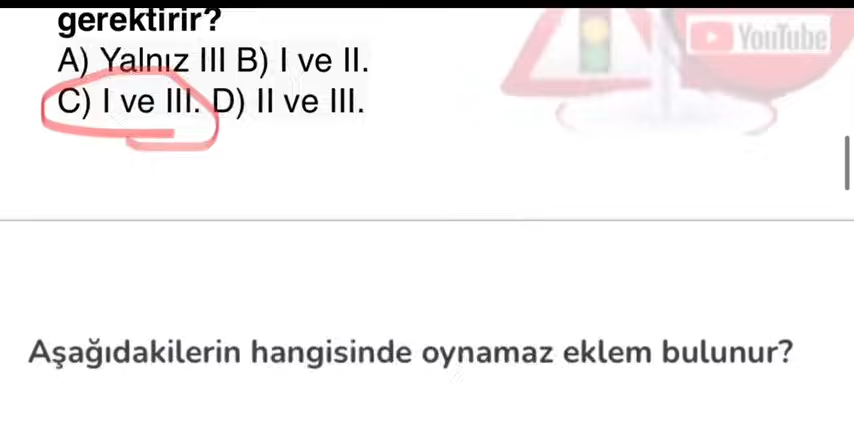 gerektirir?
A) Yalnız III B) I ve II.
C) I ve III. D) II ve III.
YouTube
Aşağıdakilerin hangisinde oynamaz eklem bulunur?